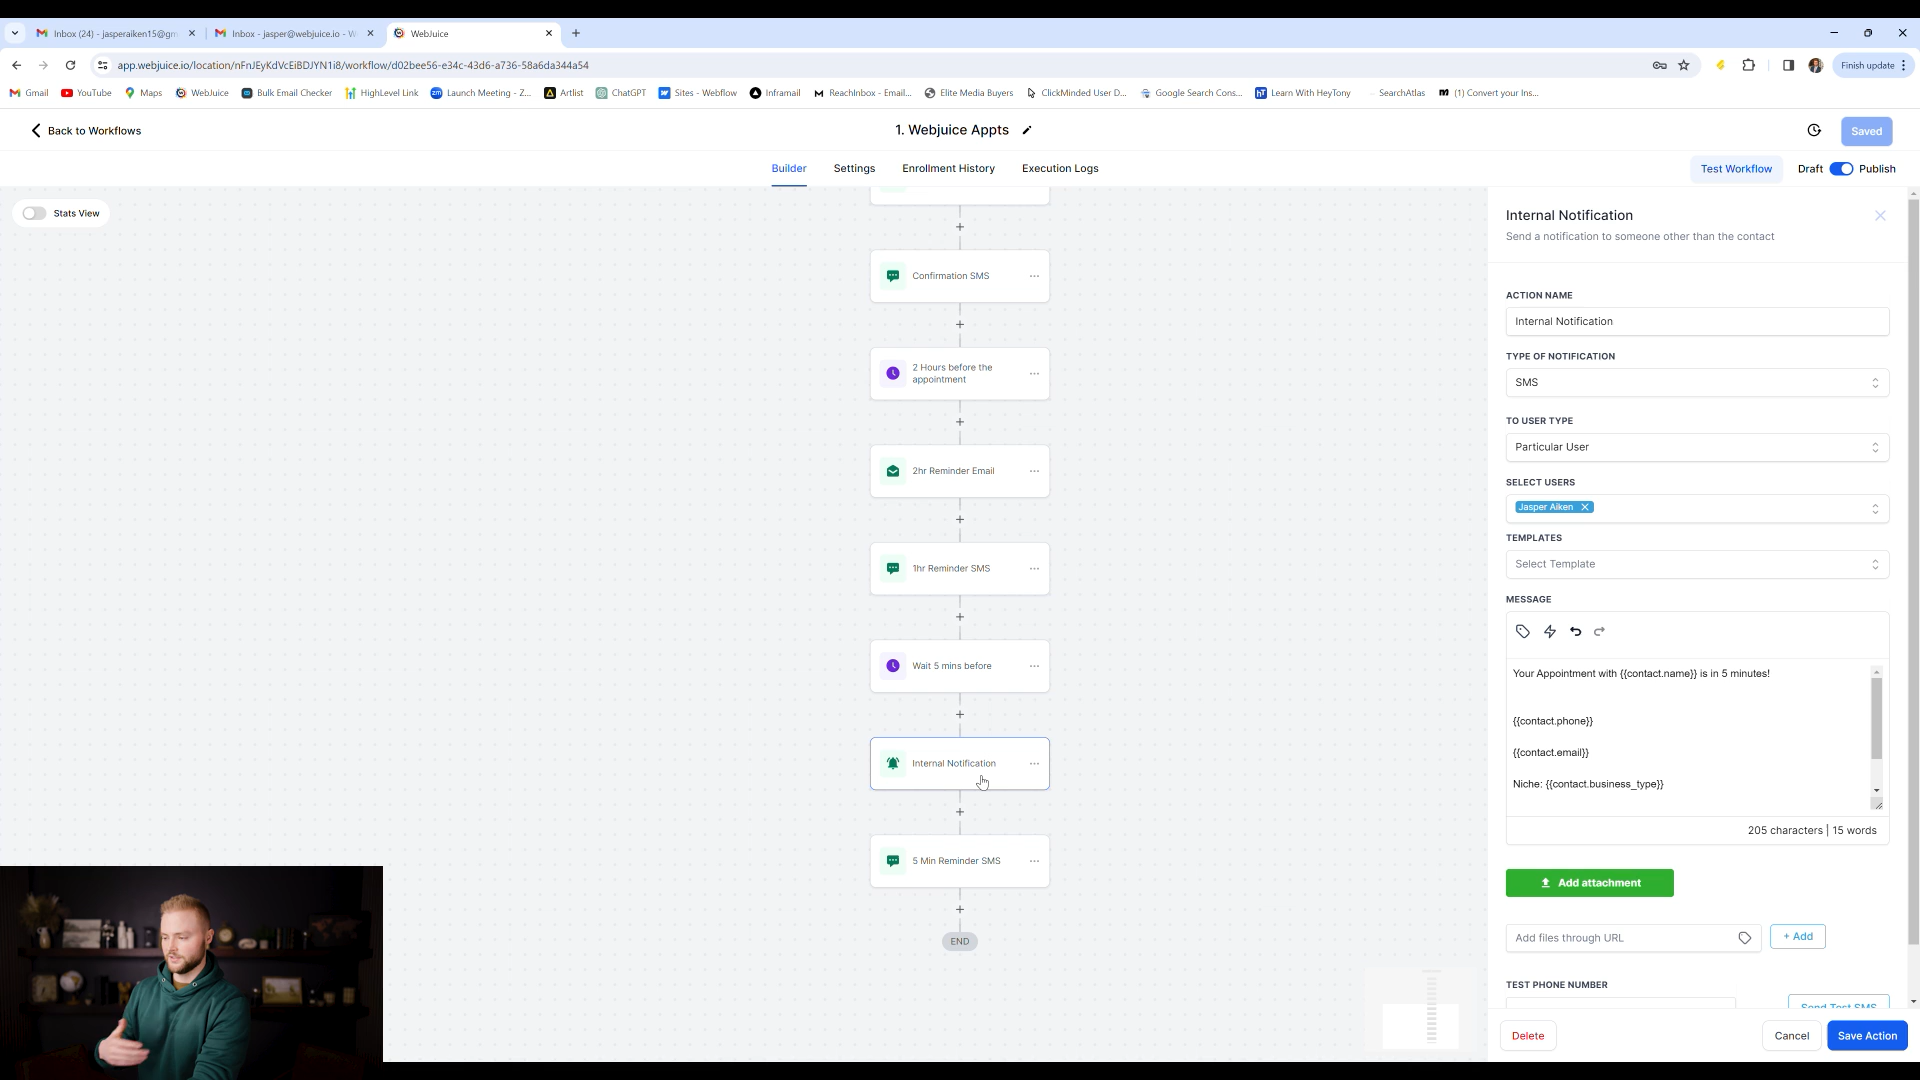 Inbox (24) - jasperaiken15@gm
Inbox - jasper@webjuice.io - W
WebJuice
app.webjuice.io/location/nFnJEyKdVcEiBDJYN1i8/workflow/d02bee56-e34c-43d6-a736-58a6da344a54
Finish update
Gmail
YouTube
Maps
WebJuice
Bulk Email Checker
HighLevel Link
Launch Meeting - Z...
Artlist
ChatGPT
Sites - Webflow
Inframail
ReachInbox - Email...
Elite Media Buyers
ClickMinded User D...
Google Search Cons...
Learn With HeyTony
SearchAtlas
(1) Convert your Ins...
Back to Workflows
1. Webjuice Appts
Saved
Builder
Settings
Enrollment History
Execution Logs
Test Workflow
Draft
Publish
Stats View
Confirmation SMS
2 Hours before the
appointment
2hr Reminder Email
1hr Reminder SMS
Wait 5 mins before
Internal Notification
5 Min Reminder SMS
END
Internal Notification
Send a notification to someone other than the contact
ACTION NAME
Internal Notification
TYPE OF NOTIFICATION
SMS
TO USER TYPE
Particular User
SELECT USERS
Jasper Aiken
TEMPLATES
Select Template
MESSAGE
Your Appointment with {{contact.name}} is in 5 minutes!
{{contact.phone}}
{{contact.email}}
Niche: {{contact.business_type}}
205 characters | 15 words
Add attachment
Add files through URL
+ Add
TEST PHONE NUMBER
Send Test SMS
Delete
Cancel
Save Action